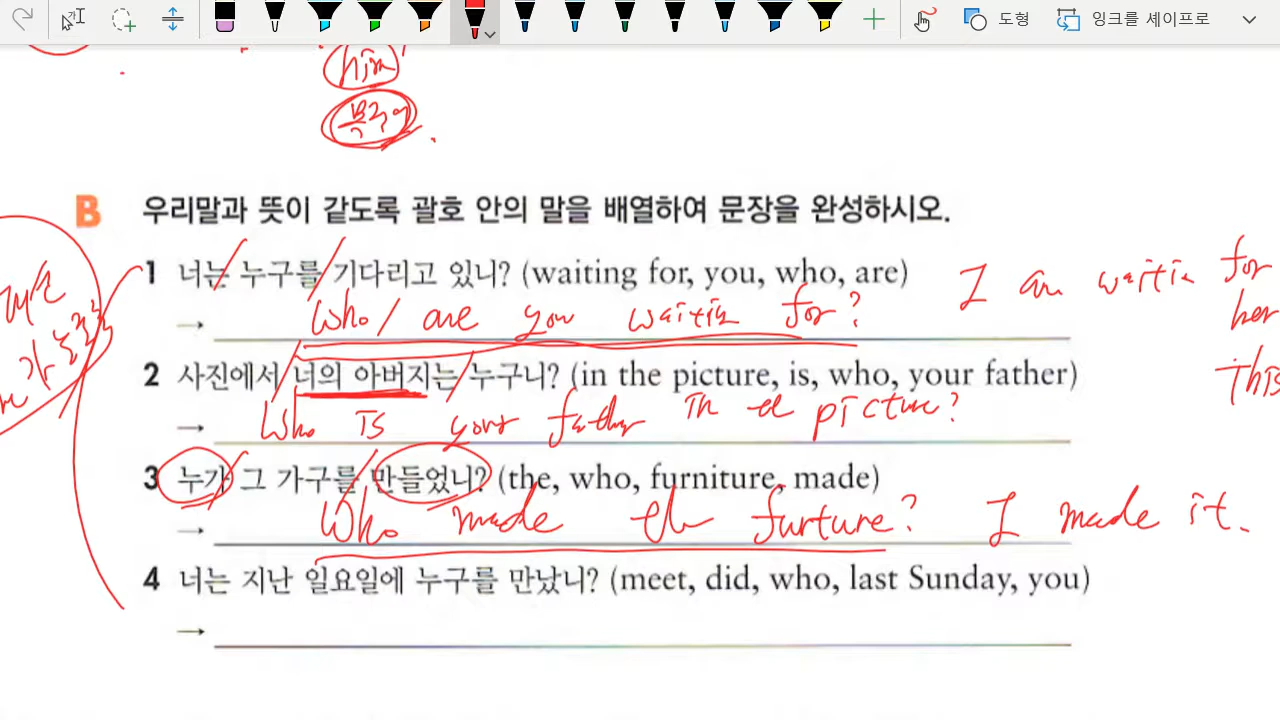 도형 잉크를 셰이프로
him
목적어
B 우리말과 뜻이 같도록 괄호 안의 말을 배열하여 문장을 완성하시오.
1 너는 누구를 기다리고 있니? (waiting for, you, who, are)
I am for
her
→ Who are you for?
2 사진에서 너의 아버지는 누구니? (in the picture, is, who, your father)
This
→ Who is your father in picture?
3 누가 그 가구를 만들었니? (the, who, furniture, made)
→ Who made furture? I made it.
4 너는 지난 일요일에 누구를 만났니? (meet, did, who, last Sunday, you)
→